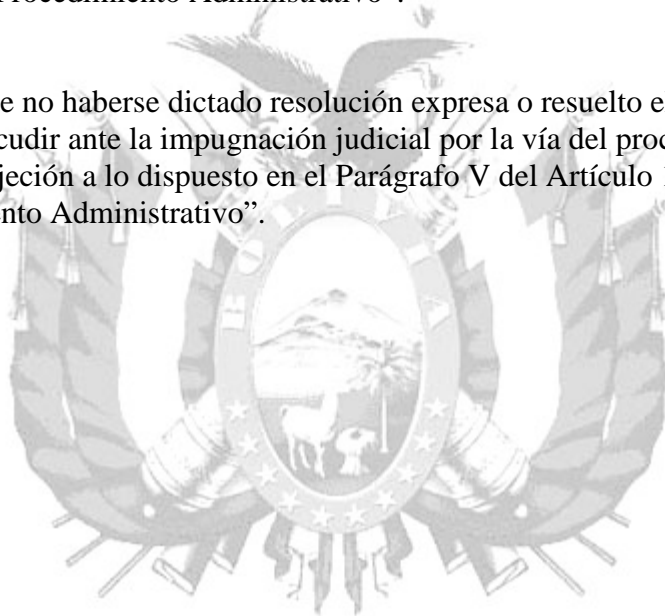 Procedimiento Administrativo”.
e no haberse dictado resolución expresa o resuelto e
cudir ante la impugnación judicial por la vía del proc
jeción a lo dispuesto en el Parágrafo V del Artículo
nto Administrativo”.